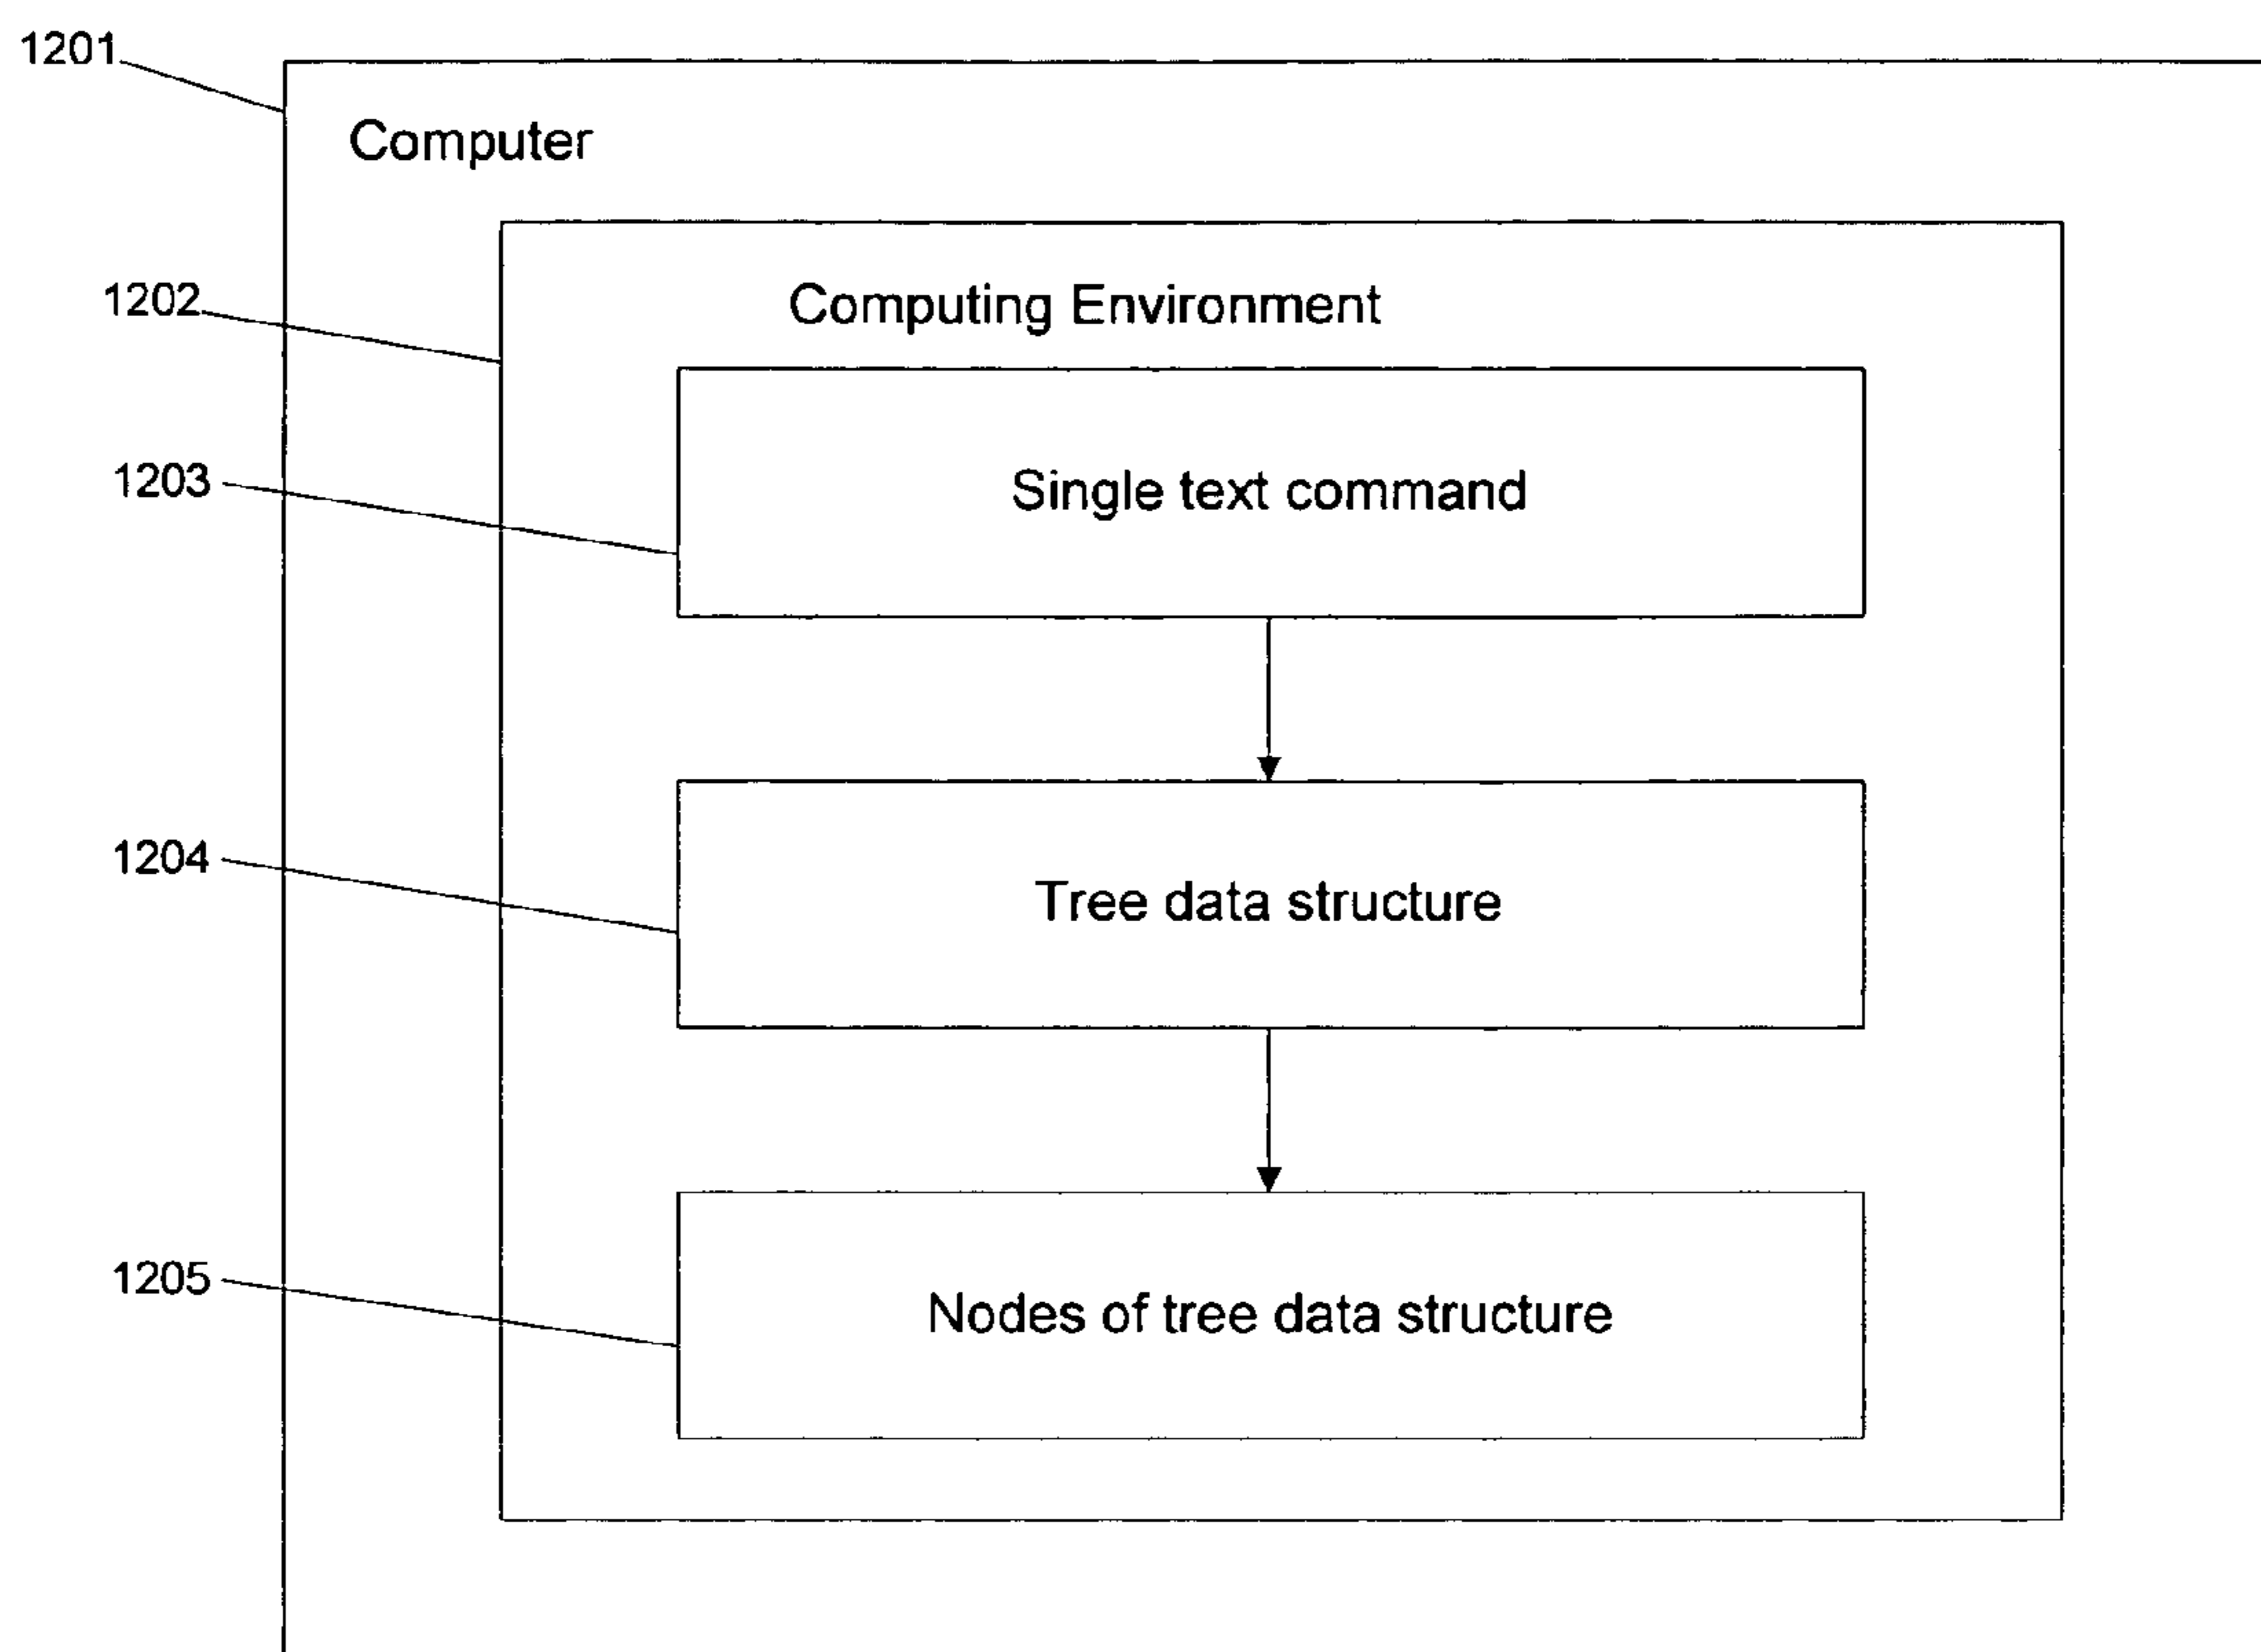 1201
Computer
1202
Computing Environment
1203
Single text command
1204
Tree data structure
1205
Nodes of tree data structure